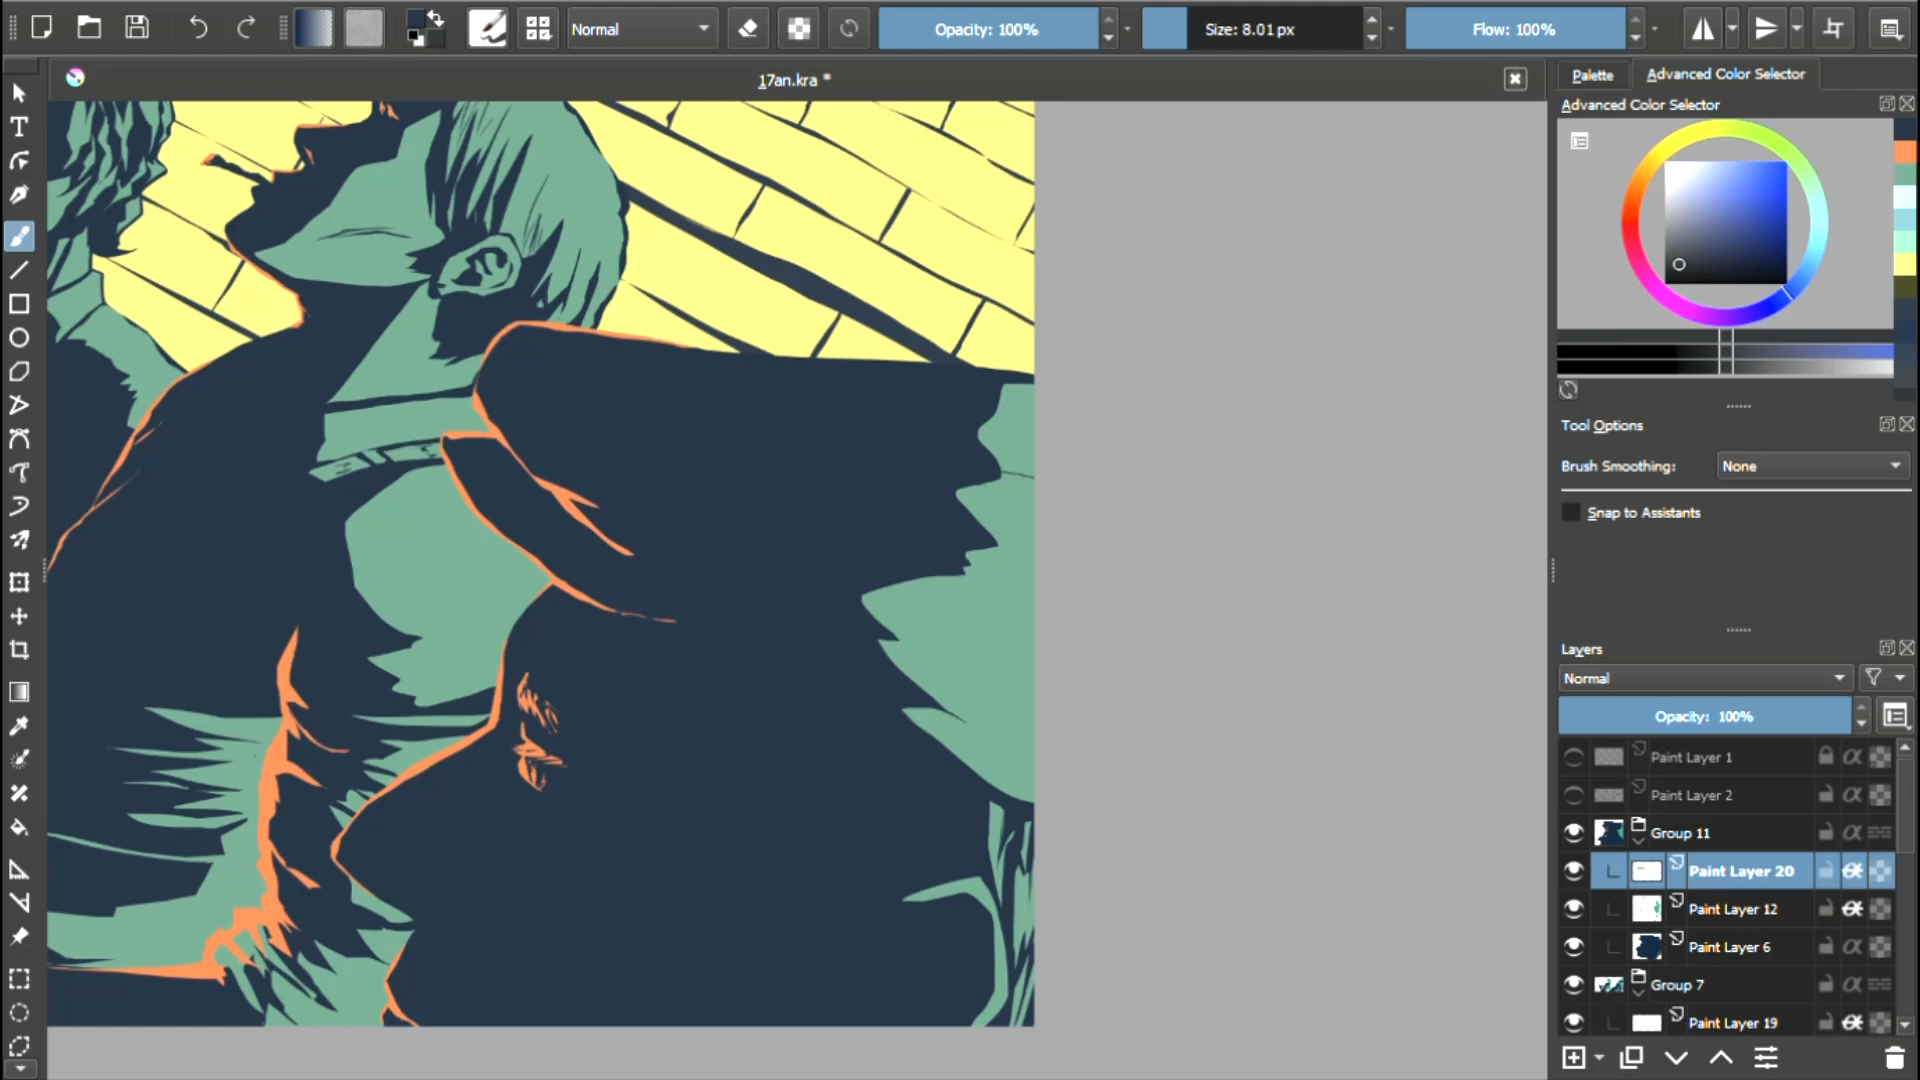 Normal
Opacity: 100%
Size: 8.01 px
Flow: 100%
17an.kra *
Palette
Advanced Color Selector
Advanced Color Selector
Tool Options
Brush Smoothing:
None
Snap to Assistants
Layers
Normal
Opacity: 100%
Paint Layer 1
Paint Layer 2
Group 11
Paint Layer 20
Paint Layer 12
Paint Layer 6
Group 7
Paint Layer 19